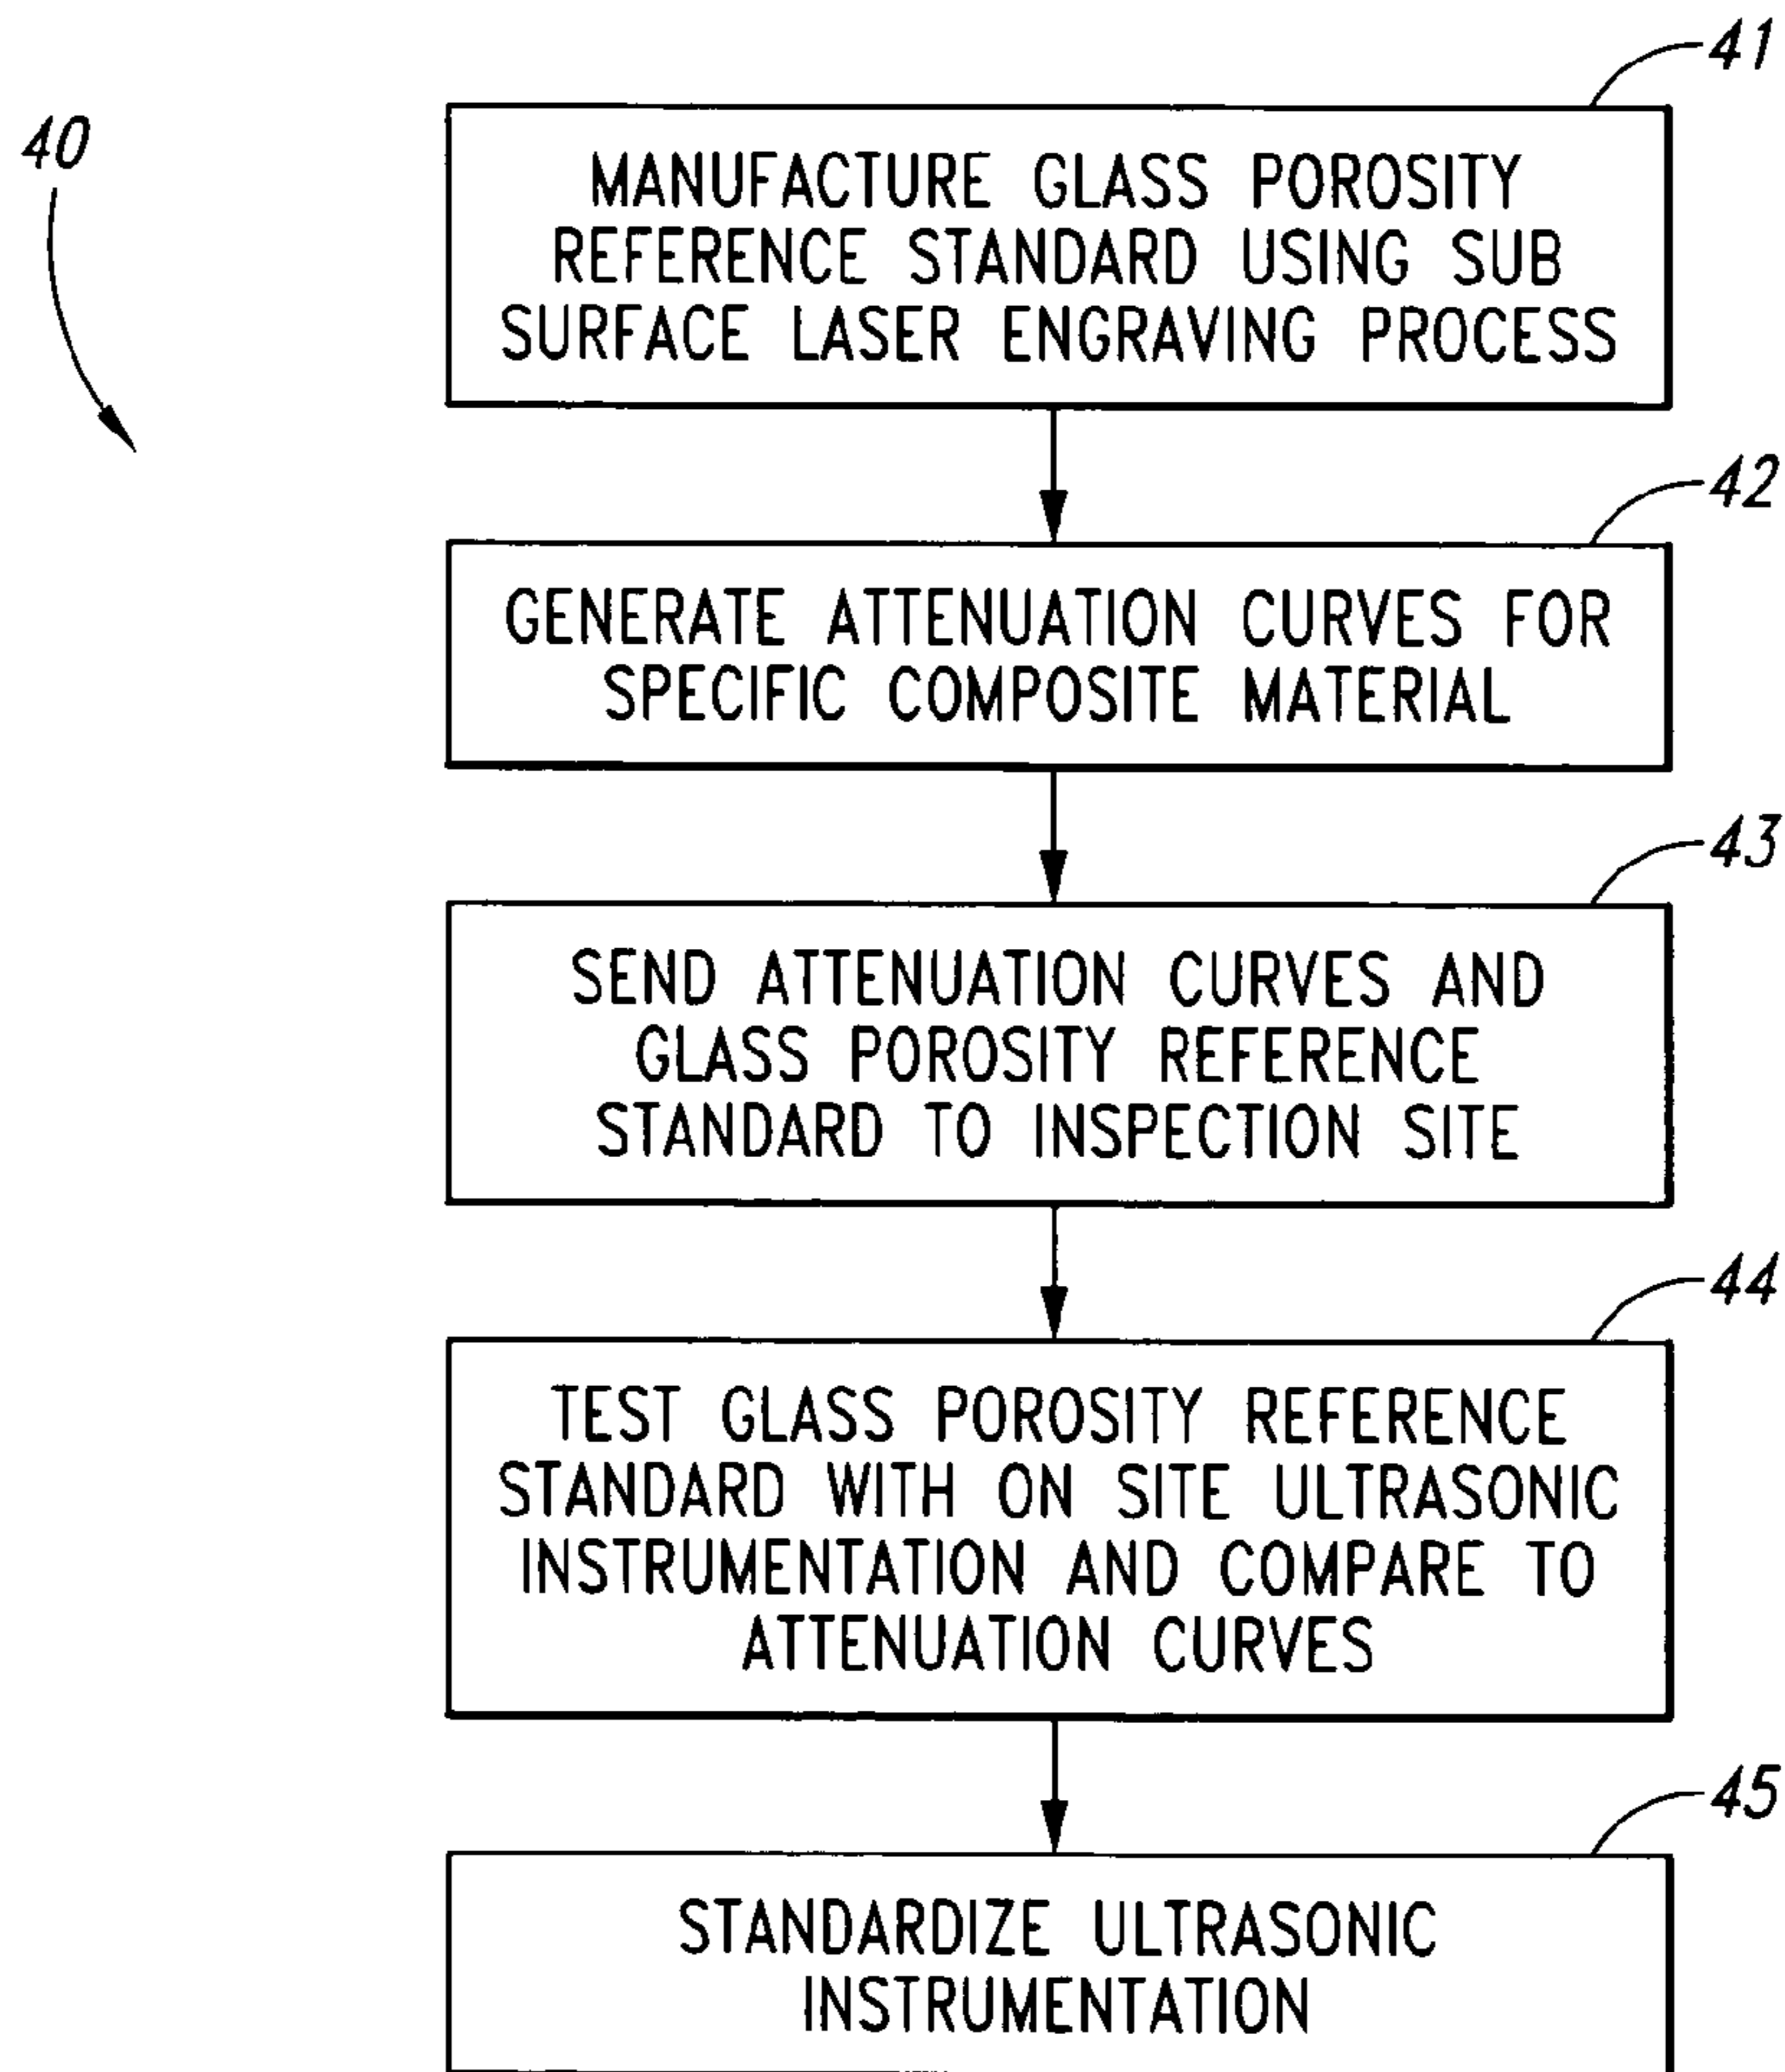 40
41
MANUFACTURE GLASS POROSITY
REFERENCE STANDARD USING SUB
SURFACE LASER ENGRAVING PROCESS
42
GENERATE ATTENUATION CURVES FOR
SPECIFIC COMPOSITE MATERIAL
43
SEND ATTENUATION CURVES AND
GLASS POROSITY REFERENCE
STANDARD TO INSPECTION SITE
44
TEST GLASS POROSITY REFERENCE
STANDARD WITH ON SITE ULTRASONIC
INSTRUMENTATION AND COMPARE TO
ATTENUATION CURVES
45
STANDARDIZE ULTRASONIC
INSTRUMENTATION